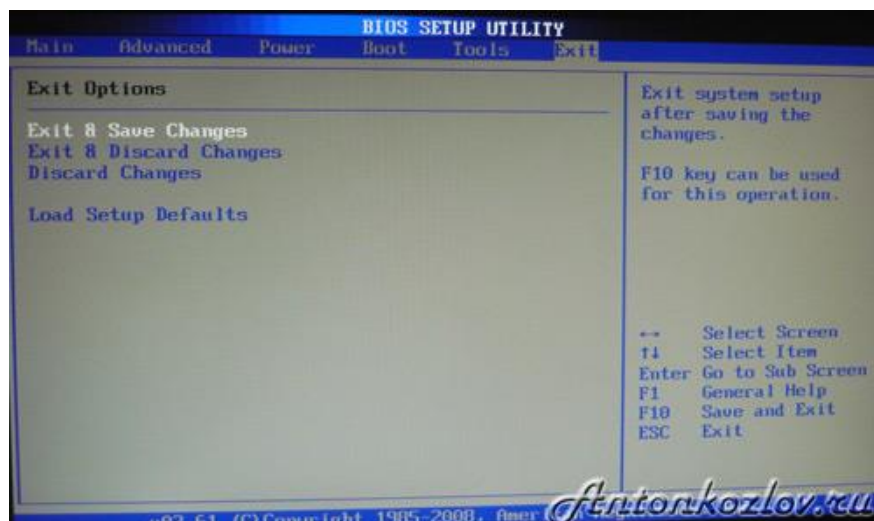 BIOS SETUP UTILITY
Main Advanced Power Boot Tools Exit
Exit Options
Exit & Save Changes
Exit & Discard Changes
Discard Changes
Load Setup Defaults
Exit system setup
after saving the
changes.
F10 key can be used
for this operation.
↔ Select Screen
↑↓ Select Item
Enter Go to Sub Screen
F1 General Help
F10 Save and Exit
ESC Exit
v02.61 (C)Copyright 1985-2008, American
Antonkozlov.ru